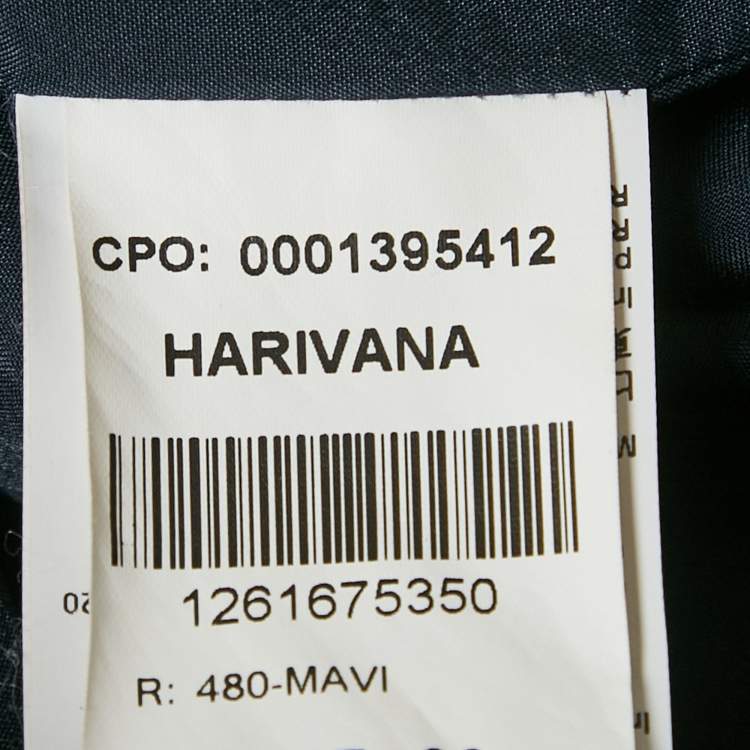 CPO: 0001395412
HARIVANA
1261675350
R: 480-MAVI